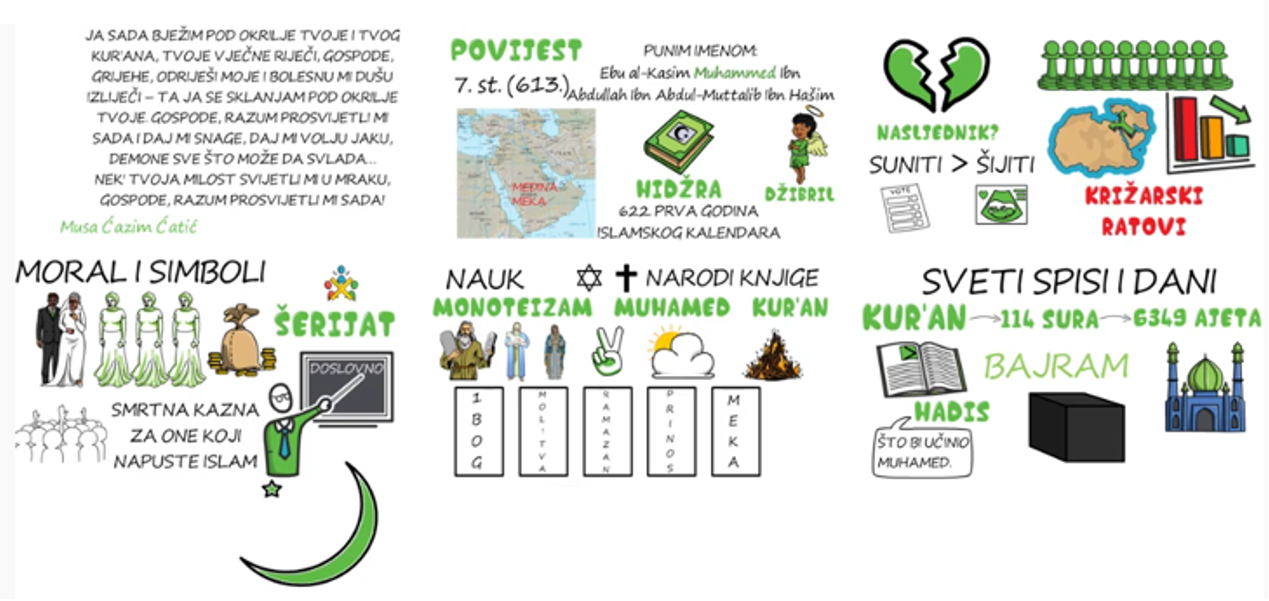 JA SADA BJEŽIM POD OKRILJE TVOJE I TVOG
KUR'ANA, TVOJE VJEČNE RIJEČI, GOSPODE,
GRIJEHE, ODRIJEŠI MOJE I BOLESNU MI DUŠU
IZLIJEČI – TA JA SE SKLANJAM POD OKRILJE
TVOJE. GOSPODE, RAZUM PROSVIJETLI MI
SADA I DAJ MI SNAGE, DAJ MI VOLJU JAKU,
DEMONE SVE ŠTO MOŽE DA SVLADA...
NEK' TVOJA MILOST SVIJETLI MI U MRAKU,
GOSPODE, RAZUM PROSVIJETLI MI SADA!
Musa Ćazim Ćatić
POVIJEST
7. st. (613.)
PUNIM IMENOM:
Ebu al-Kasim Muhammed Ibn
Abdullah Ibn Abdul-Muttalib Ibn Hašim
MEDINA
MEKA
HIDŽRA
DŽIBRIL
622 PRVA GODINA
ISLAMSKOG KALENDARA
NASLJEDNIK?
SUNITI > ŠIJITI
VOTE
KRIŽARSKI
RATOVI
MORAL I SIMBOLI
ŠERIJAT
DOSLOVNO
SMRTNA KAZNA
ZA ONE KOJI
NAPUSTE ISLAM
NAUK
NARODI KNJIGE
MONOTEIZAM MUHAMED KUR'AN
1 BOG
MOLITVA
RAMAZAN
PRINOS
MEKA
SVETI SPISI I DANI
KUR'AN 114 SURA 6349 AJETA
BAJRAM
HADIS
ŠTO BI UČINIO
MUHAMED.